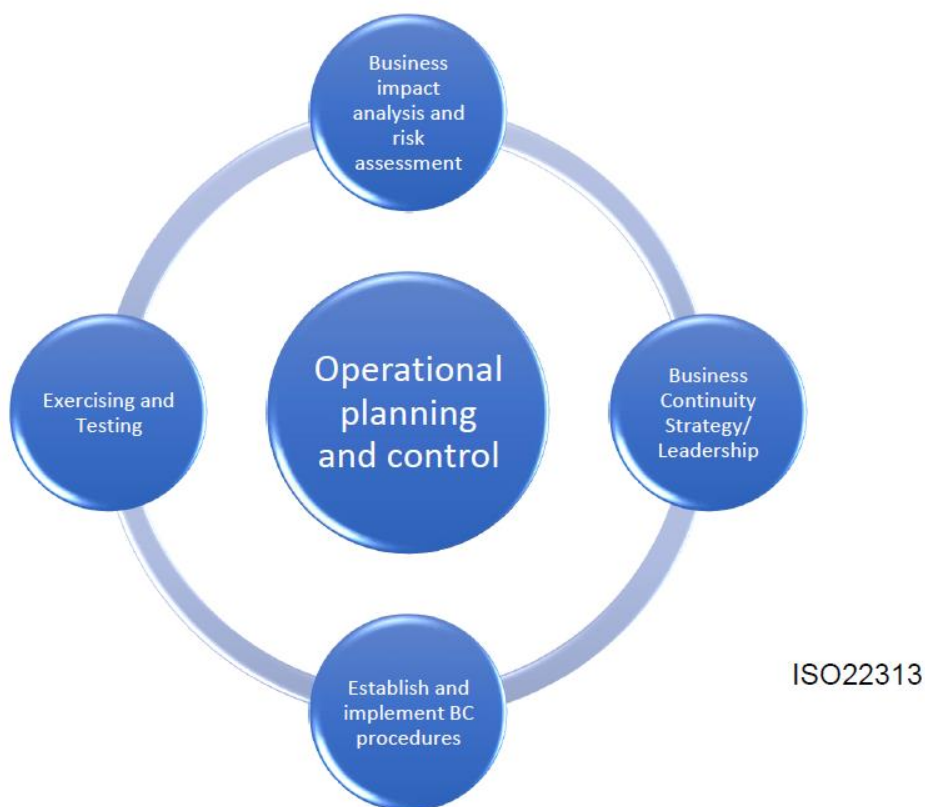 Business
impact
analysis and
risk
assessment
Exercising and
Testing
Operational
planning
and control
Business
Continuity
Strategy/
Leadership
Establish and
implement BC
procedures
ISO22313